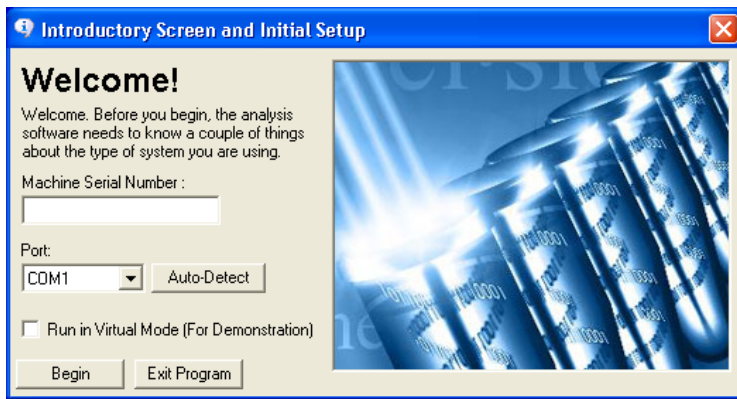 Introductory Screen and Initial Setup
Welcome!
Welcome. Before you begin, the analysis
software needs to know a couple of things
about the type of system you are using.
Machine Serial Number :
Port:
COM1
Auto-Detect
Run in Virtual Mode (For Demonstration)
Begin
Exit Program